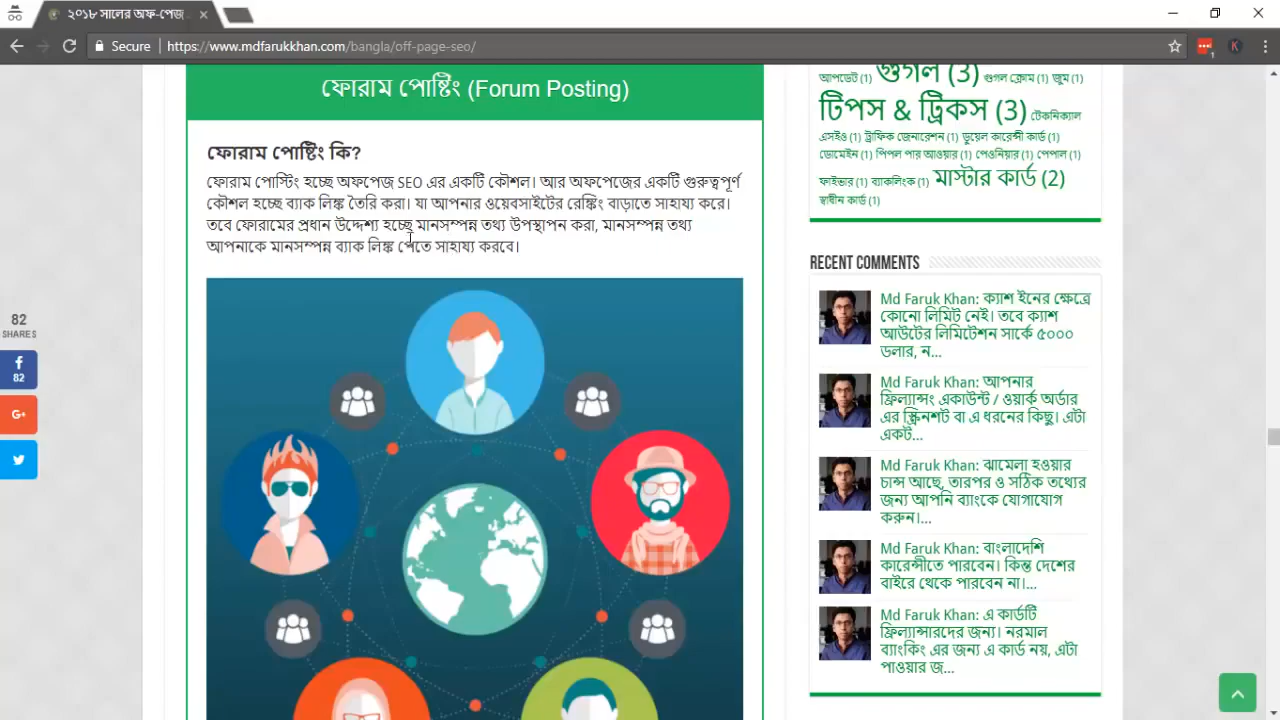 ২০১৮ সালের অফ-পেজ
Secure https://www.mdfarukkhan.com/bangla/off-page-seo/
ফোরাম পোষ্টিং (Forum Posting)
ফোরাম পোষ্টিং কি?
ফোরাম পোস্টিং হচ্ছে অফপেজ SEO এর একটি কৌশল। আর অফপেজের একটি গুরুত্বপূর্ণ
কৌশল হচ্ছে ব্যাক লিঙ্ক তৈরি করা। যা আপনার ওয়েবসাইটের রেঙ্কিং বাড়াতে সাহায্য করে।
তবে ফোরামের প্রধান উদ্দেশ্য হচ্ছে মানসম্পন্ন তথ্য উপস্থাপন করা, মানসম্পন্ন তথ্য
আপনাকে মানসম্পন্ন ব্যাক লিঙ্ক পেতে সাহায্য করবে।
82
SHARES
82
G+
আপডেট (1) গুগল (3) গুগল ক্রোম (1) জুম (1)
টিপস & ট্রিকস (3) টেকনিক্যাল
এসইও (1) ট্রাফিক জেনারেশন (1) ডুয়েল কারেন্সী কার্ড (1)
ডোমেইন (1) পিপল পার আওয়ার (1) পেওনিয়ার (1) পেপাল (1)
ফাইভার (1) ব্যাকলিংক (1) মাস্টার কার্ড (2)
স্বাধীন কার্ড (1)
RECENT COMMENTS
Md Faruk Khan: ক্যাশ ইনের ক্ষেত্রে
কোনো লিমিট নেই। তবে ক্যাশ
আউটের লিমিটেশন সার্কে ৫০০০
ডলার, ন...
Md Faruk Khan: আপনার
ফ্রিল্যান্সং একাউন্ট / ওয়ার্ক অর্ডার
এর স্ক্রিনশট বা এ ধরনের কিছু। এটা
একট...
Md Faruk Khan: ঝামেলা হওয়ার
চান্স আছে, তারপর ও সঠিক তথ্যের
জন্য আপনি ব্যাংকে যোগাযোগ
করুন।...
Md Faruk Khan: বাংলাদেশি
কারেন্সীতে পারবেন। কিন্তু দেশের
বাইরে থেকে পারবেন না।...
Md Faruk Khan: এ কার্ডটি
ফ্রিল্যান্সারদের জন্য। নরমাল
ব্যাংকিং এর জন্য এ কার্ড নয়, এটা
পাওয়ার জ...